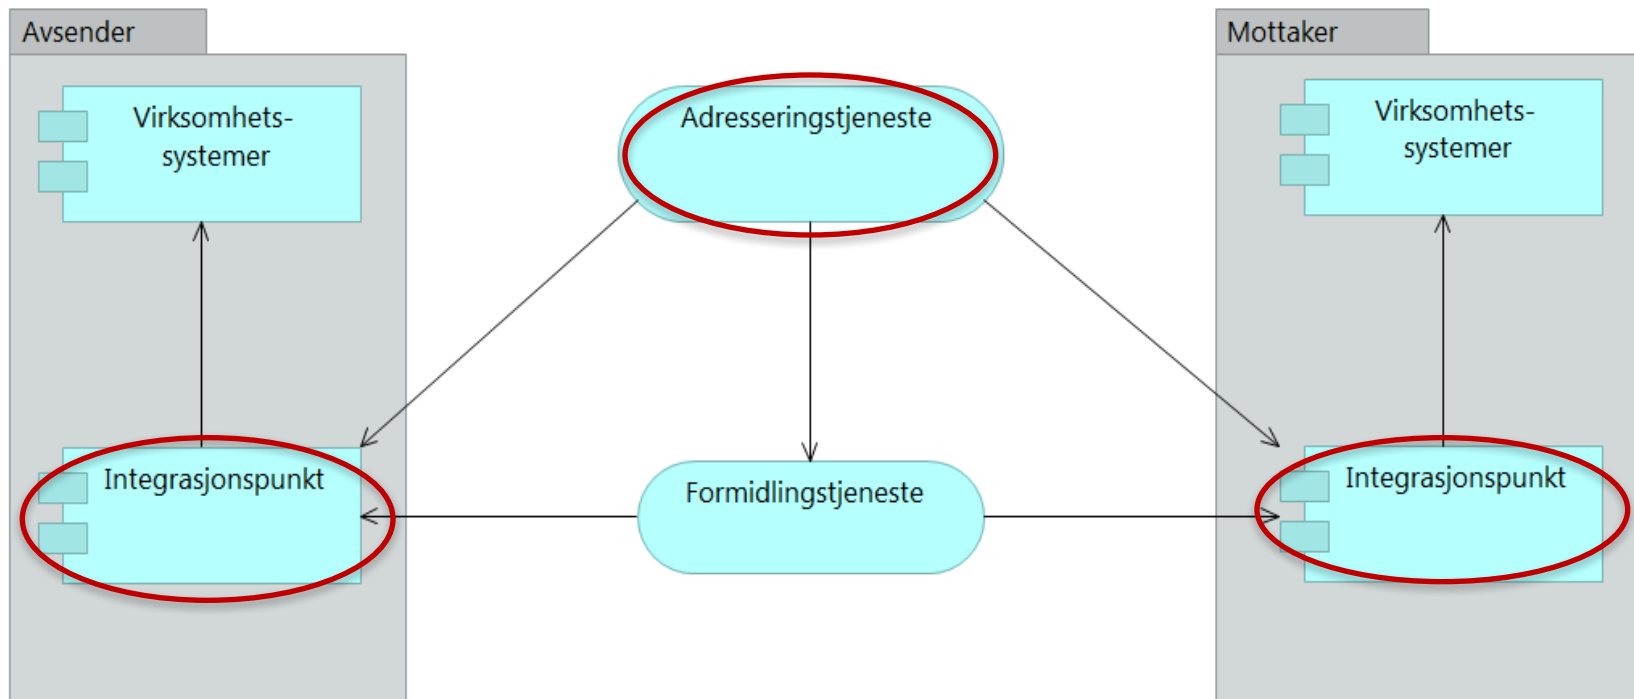 Avsender
Virksomhets-
systemer
Integrasjonspunkt
Adresseringstjeneste
Formidlingstjeneste
Mottaker
Virksomhets-
systemer
Integrasjonspunkt